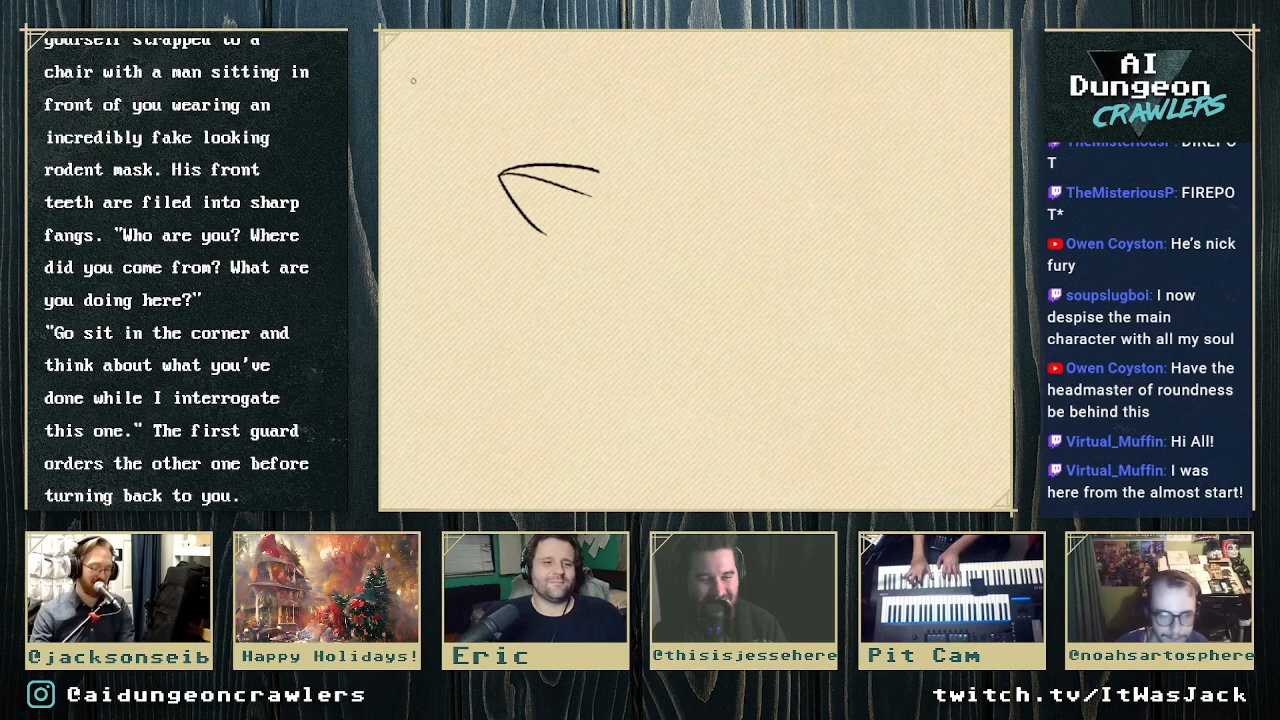 yourself strapped to a
chair with a man sitting in
front of you wearing an
incredibly fake looking
rodent mask. His front
teeth are filed into sharp
fangs. "Who are you? Where
did you come from? What are
you doing here?"
"Go sit in the corner and
think about what you've
done while I interrogate
this one." The first guard
orders the other one before
turning back to you.
AI
Dungeon
CRAWLERS
TheMisteriousP: DIREPO
T
TheMisteriousP: FIREPO
T*
Owen Coyston: He's nick
fury
soupslugboi: I now
despise the main
character with all my soul
Owen Coyston: Have the
headmaster of roundness
be behind this
Virtual_Muffin: Hi All!
Virtual_Muffin: I was
here from the almost start!
@jacksonseib
Happy Holidays!
Eric
@thisisjessehere
Pit Cam
@noahsartosphere
@aidungeoncrawlers
twitch.tv/ItWasJack